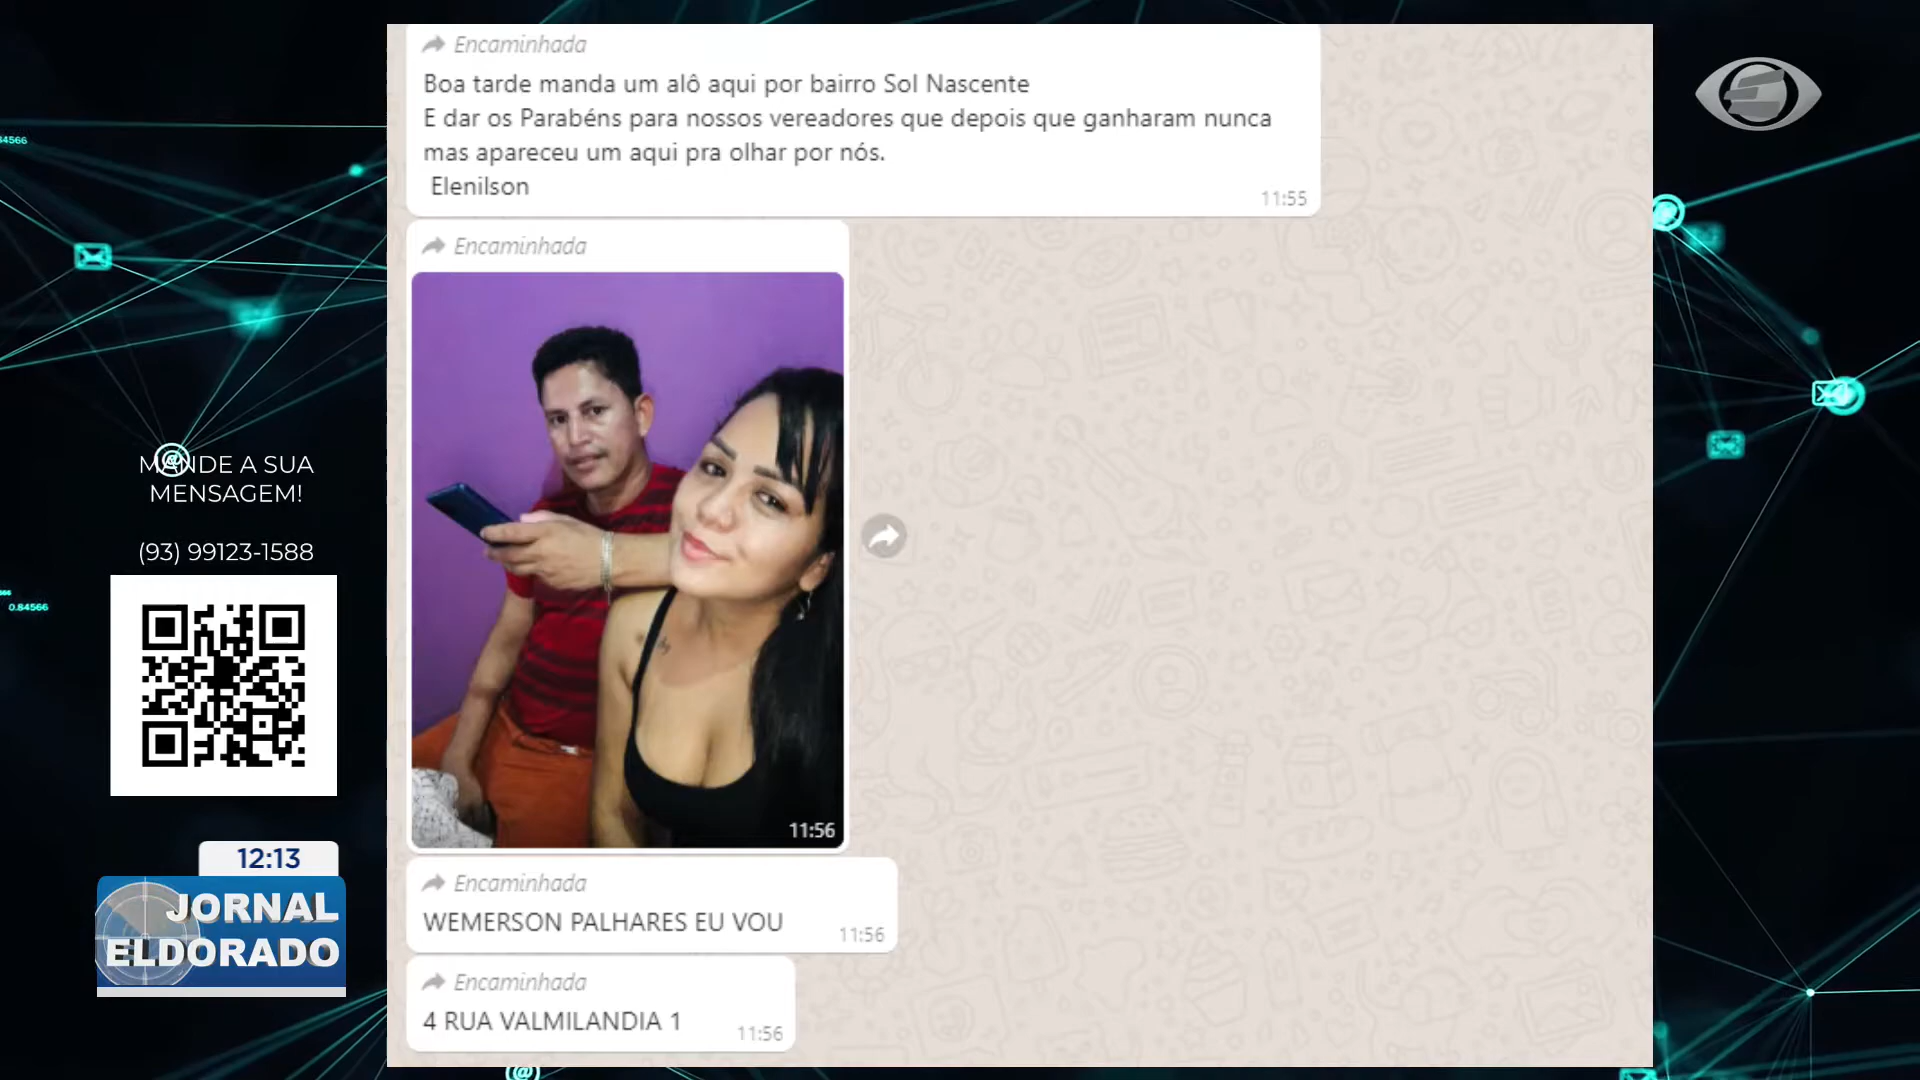 Encaminhada
Boa tarde manda um alô aqui por bairro Sol Nascente
E dar os Parabéns para nossos vereadores que depois que ganharam nunca
mas apareceu um aqui pra olhar por nós.
Elenilson
11:55
Encaminhada
11:56
Encaminhada
WEMERSON PALHARES EU VOU
11:56
Encaminhada
4 RUA VALMILANDIA 1
11:56
MANDE A SUA
MENSAGEM!
(93) 99123-1588
12:13
JORNAL
ELDORADO
0.84566